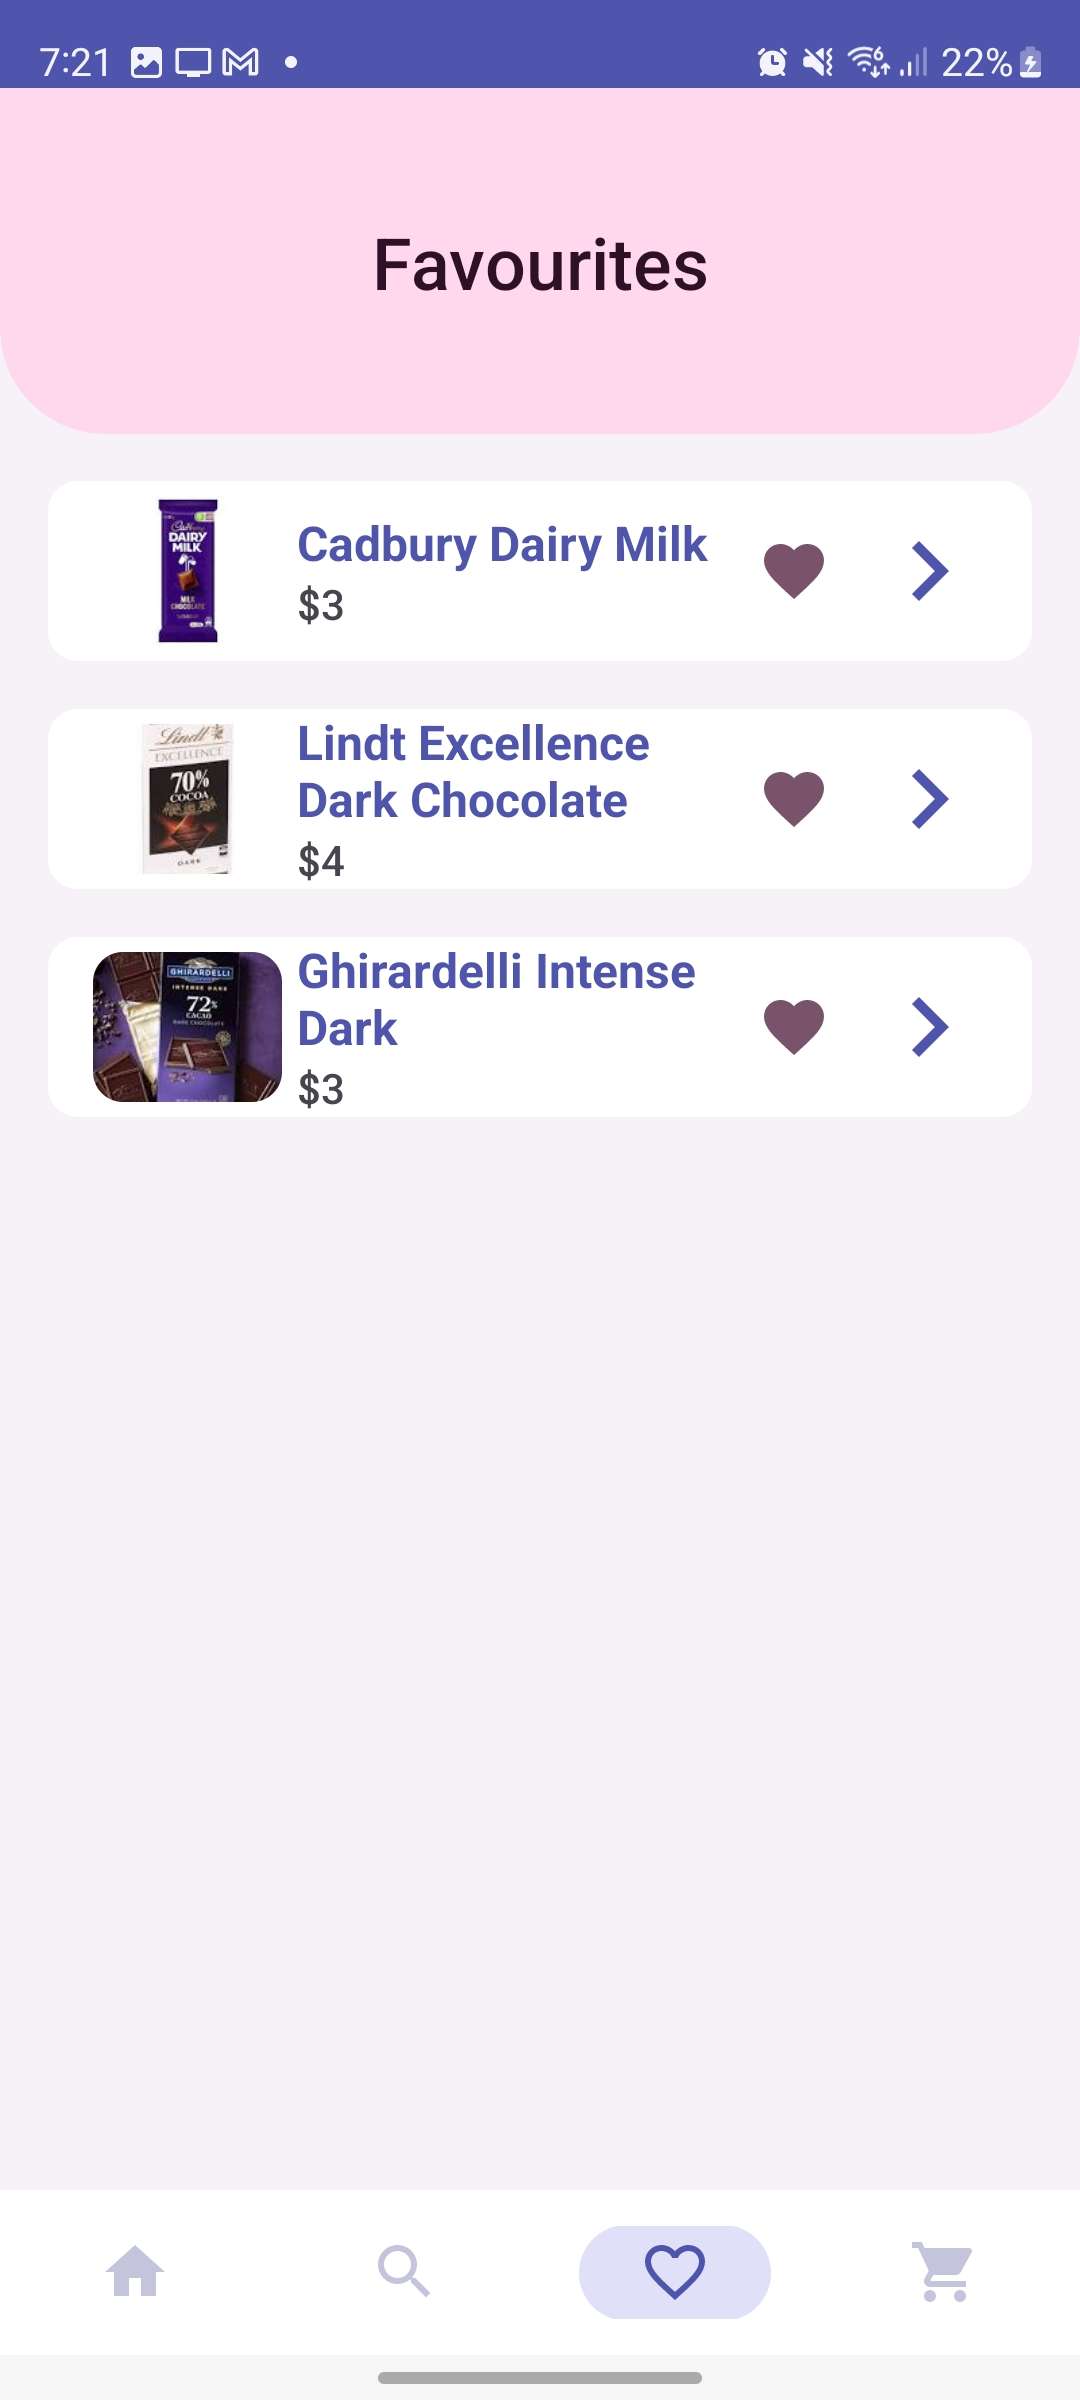 7:21
22%
Favourites
DAIRY
MILK
MILK
CHOCOLATE
Cadbury Dairy Milk
$3
Lindt
EXCELLENCE
70%
COCOA
DARK
Lindt Excellence
Dark Chocolate
$4
GHIRARDELLI
INTENSE DARK
72%
CACAO
DARK CHOCOLATE
Ghirardelli Intense
Dark
$3